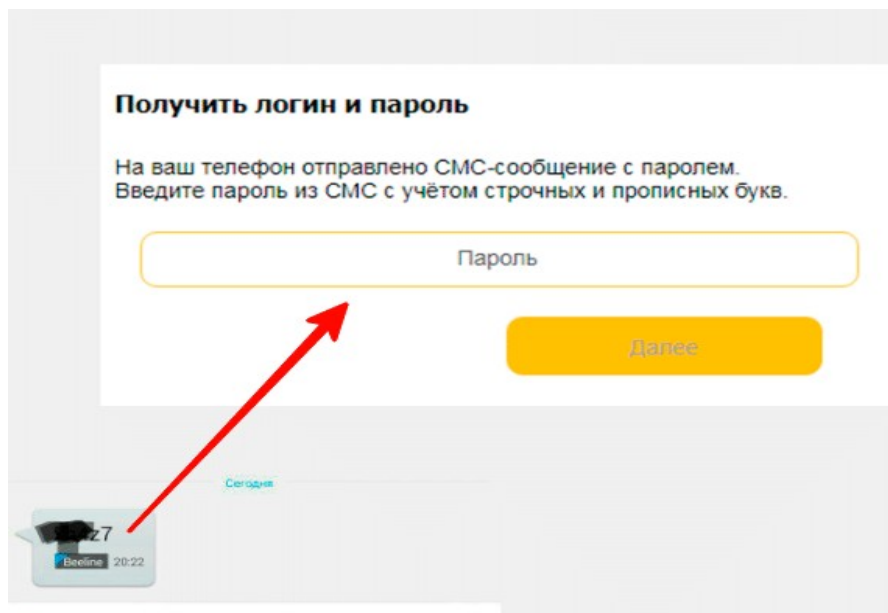 Получить логин и пароль
На ваш телефон отправлено СМС-сообщение с паролем.
Введите пароль из СМС с учётом строчных и прописных букв.
Пароль
Далее
Сегодня
Beeline 20:22